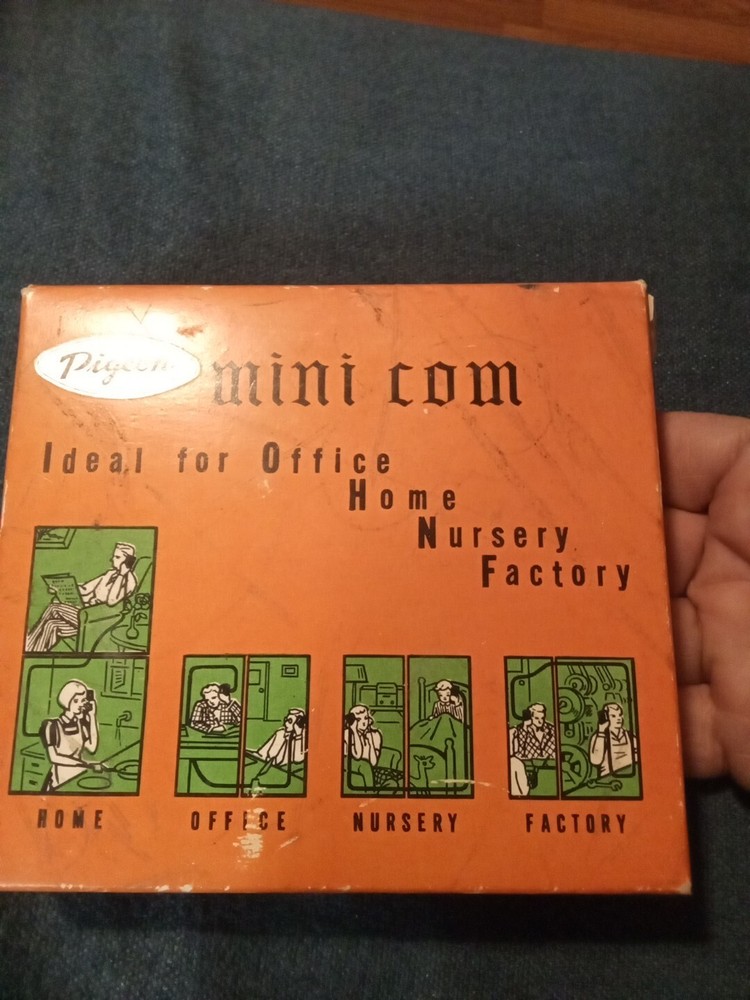 Pigeon mini com
Ideal for Office
Home
Nursery
Factory
HOME OFFICE NURSERY FACTORY